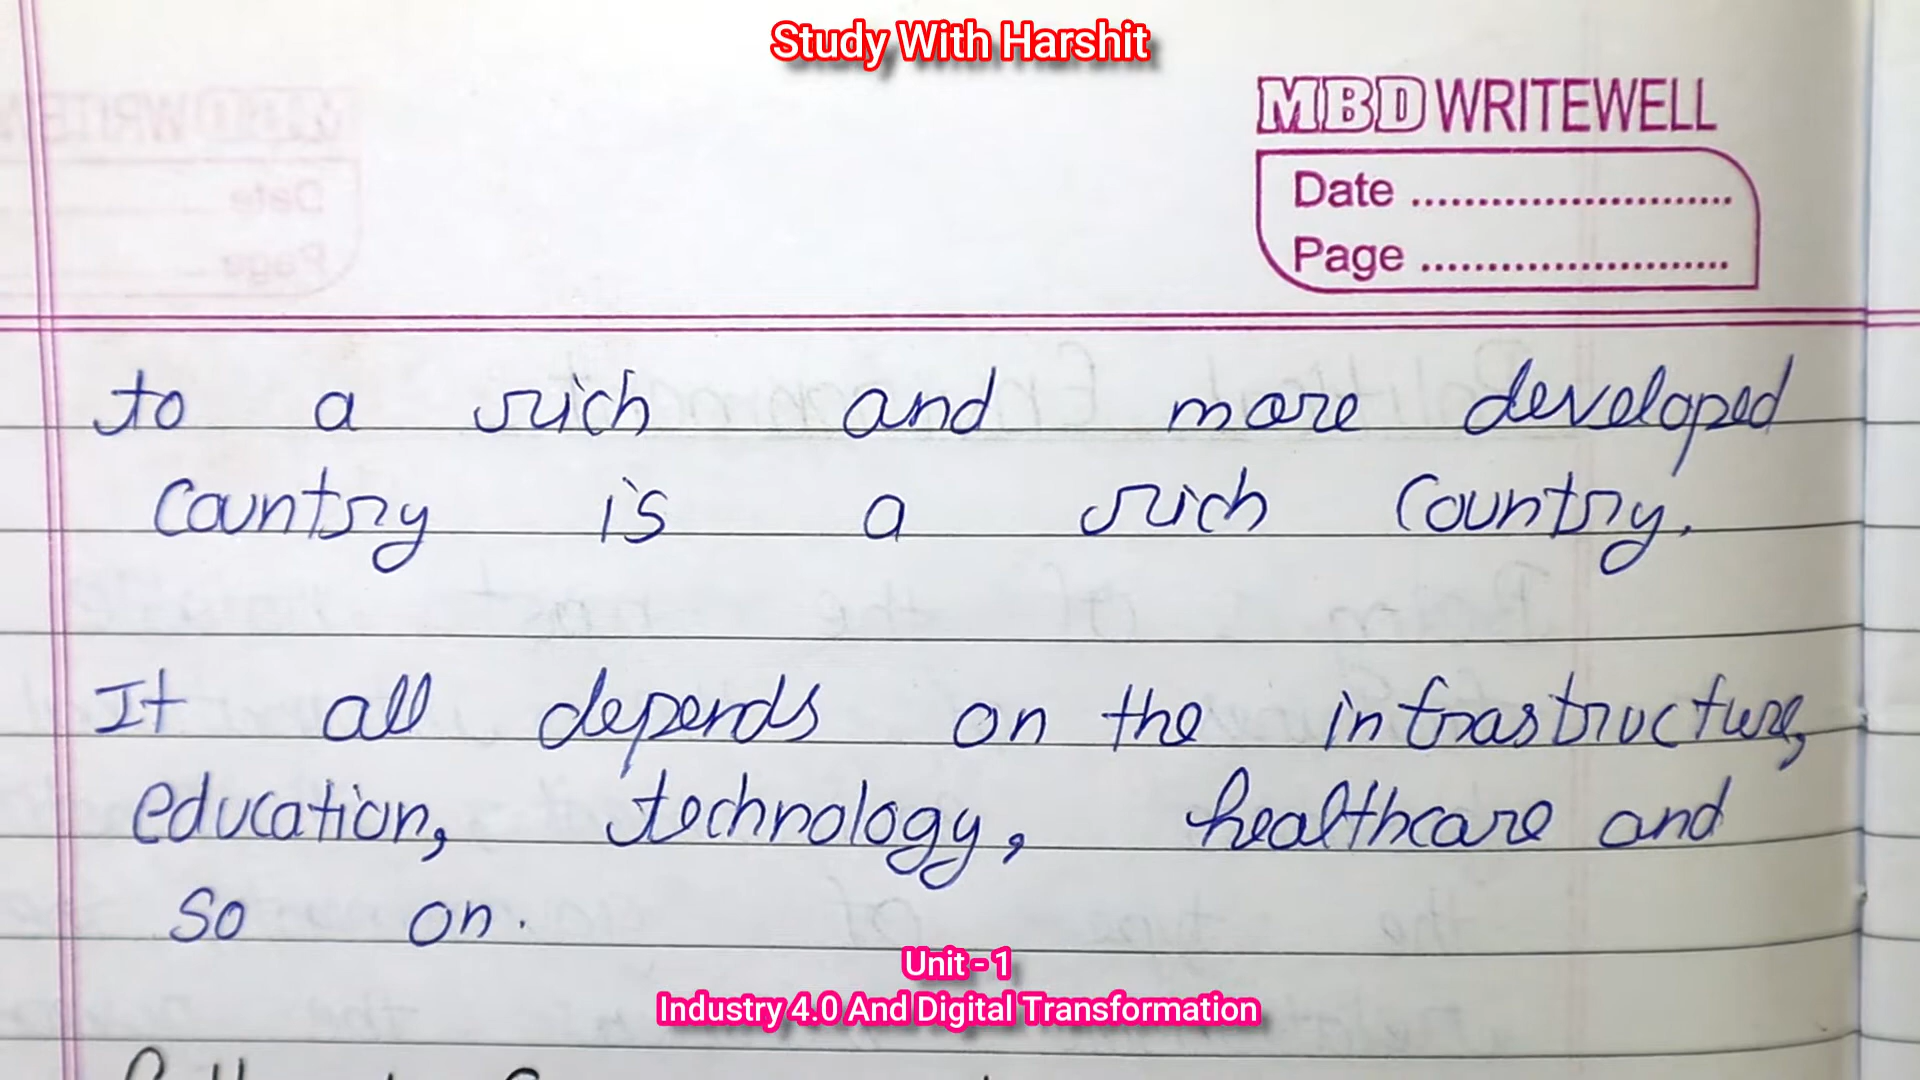 Study With Harshit
MBD WRITEWELL
Date ........................
Page .......................
to a rich and more developed
Country is a rich Country.
It all depends on the infrastructure,
education, technology, healthcare and
so on.
Unit - 1
Industry 4.0 And Digital Transformation